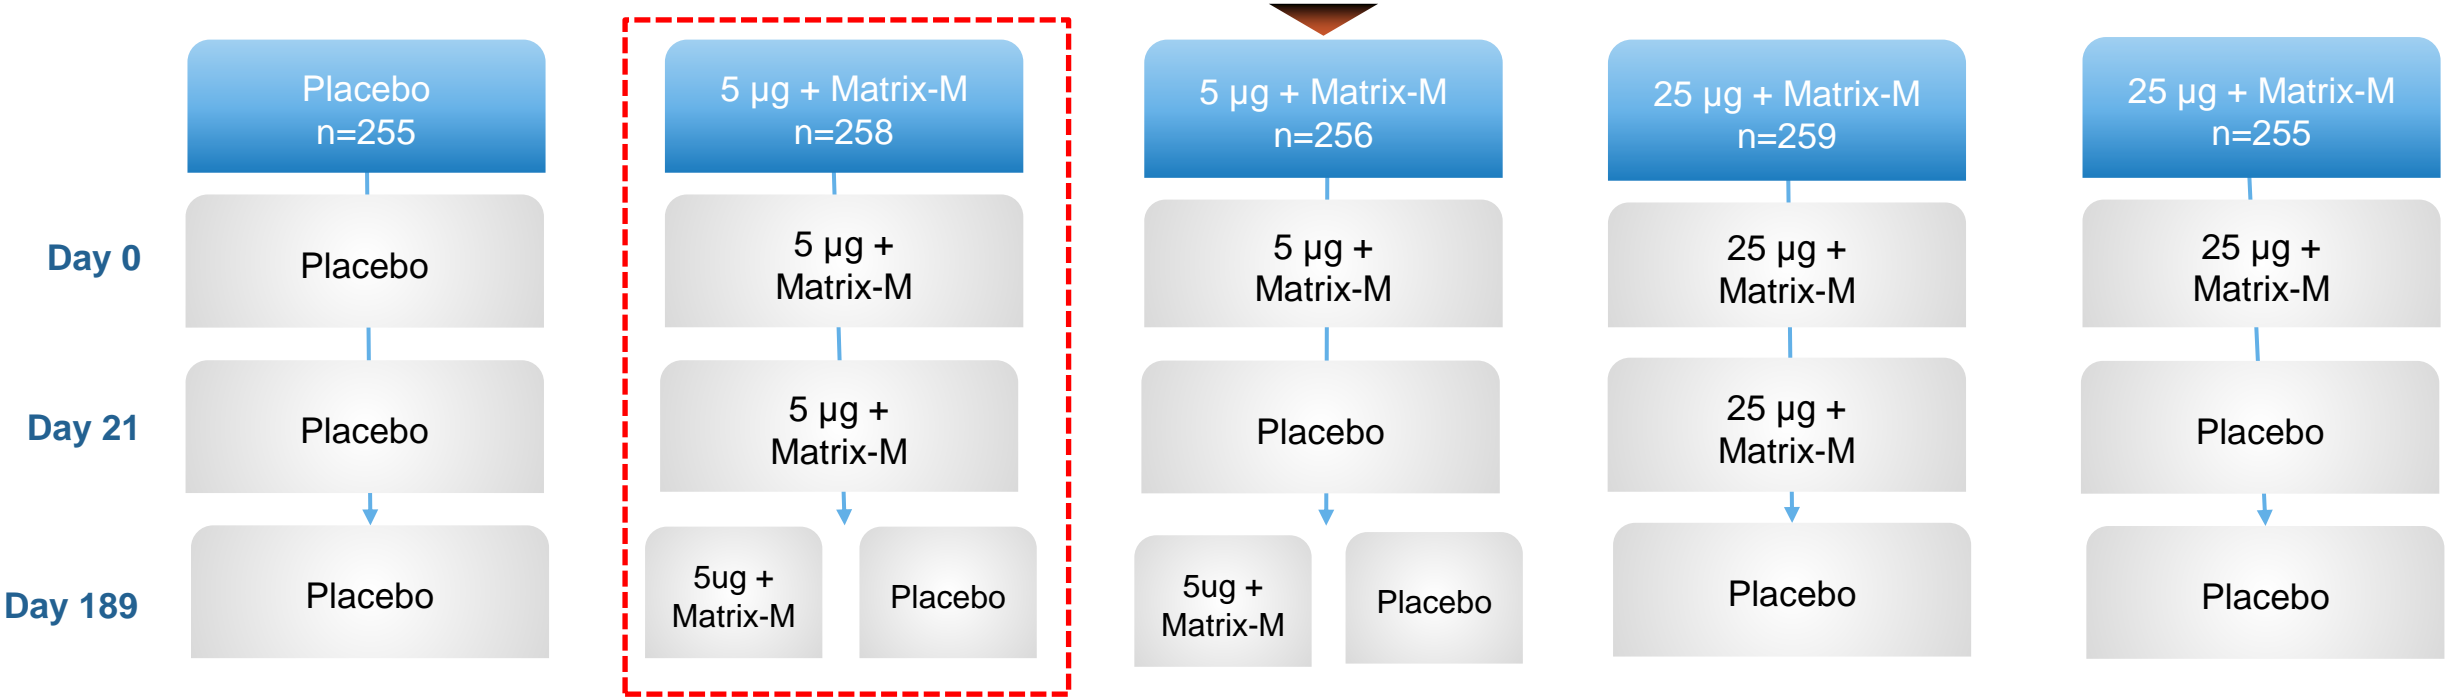 Placebo
n=255
5 µg + Matrix-M
n=258
5 µg + Matrix-M
n=256
25 µg + Matrix-M
n=259
25 µg + Matrix-M
n=255
Day 0
Placebo
5 µg +
Matrix-M
5 µg +
Matrix-M
25 µg +
Matrix-M
25 µg +
Matrix-M
Day 21
Placebo
5 µg +
Matrix-M
Placebo
25 µg +
Matrix-M
Placebo
Day 189
Placebo
5ug +
Matrix-M
Placebo
5ug +
Matrix-M
Placebo
Placebo
Placebo